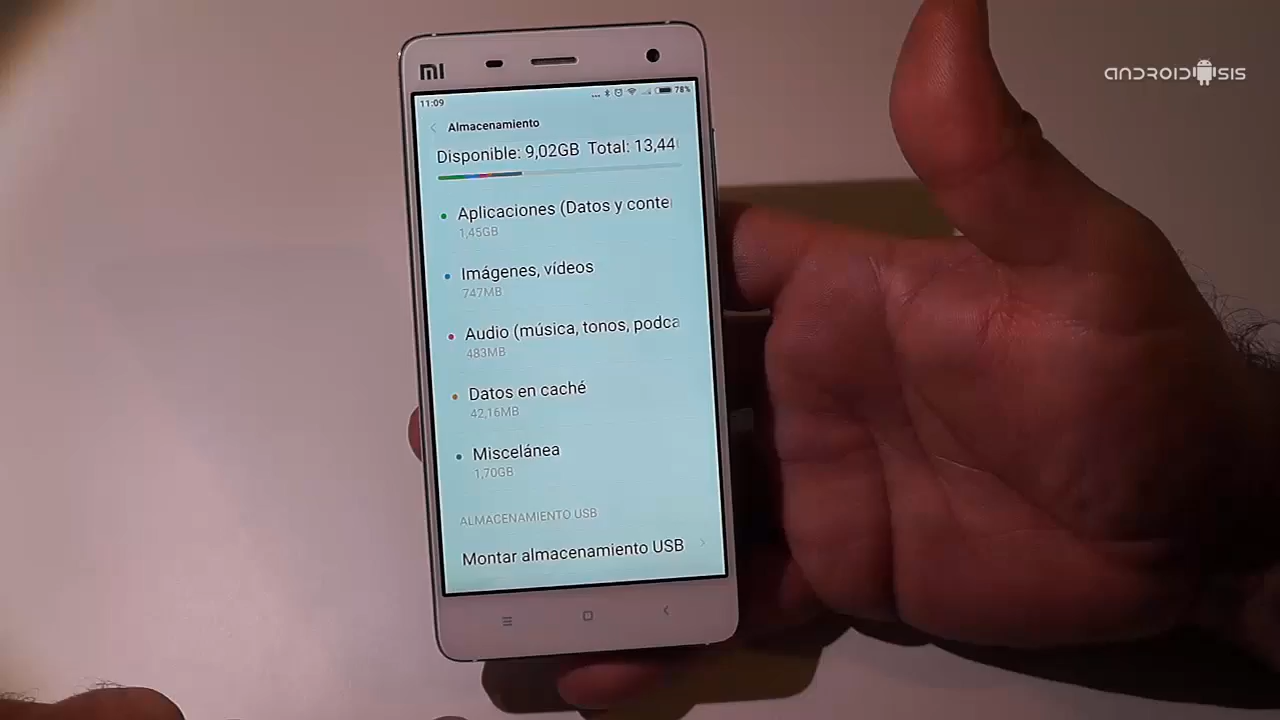 ANDROIDSIS
MI
11:09
... 78%
Almacenamiento
Disponible: 9,02GB Total: 13,44
Aplicaciones (Datos y conte
1,45GB
Imágenes, vídeos
747MB
Audio (música, tonos, podca
483MB
Datos en caché
42,16MB
Miscelánea
1,70GB
ALMACENAMIENTO USB
Montar almacenamiento USB